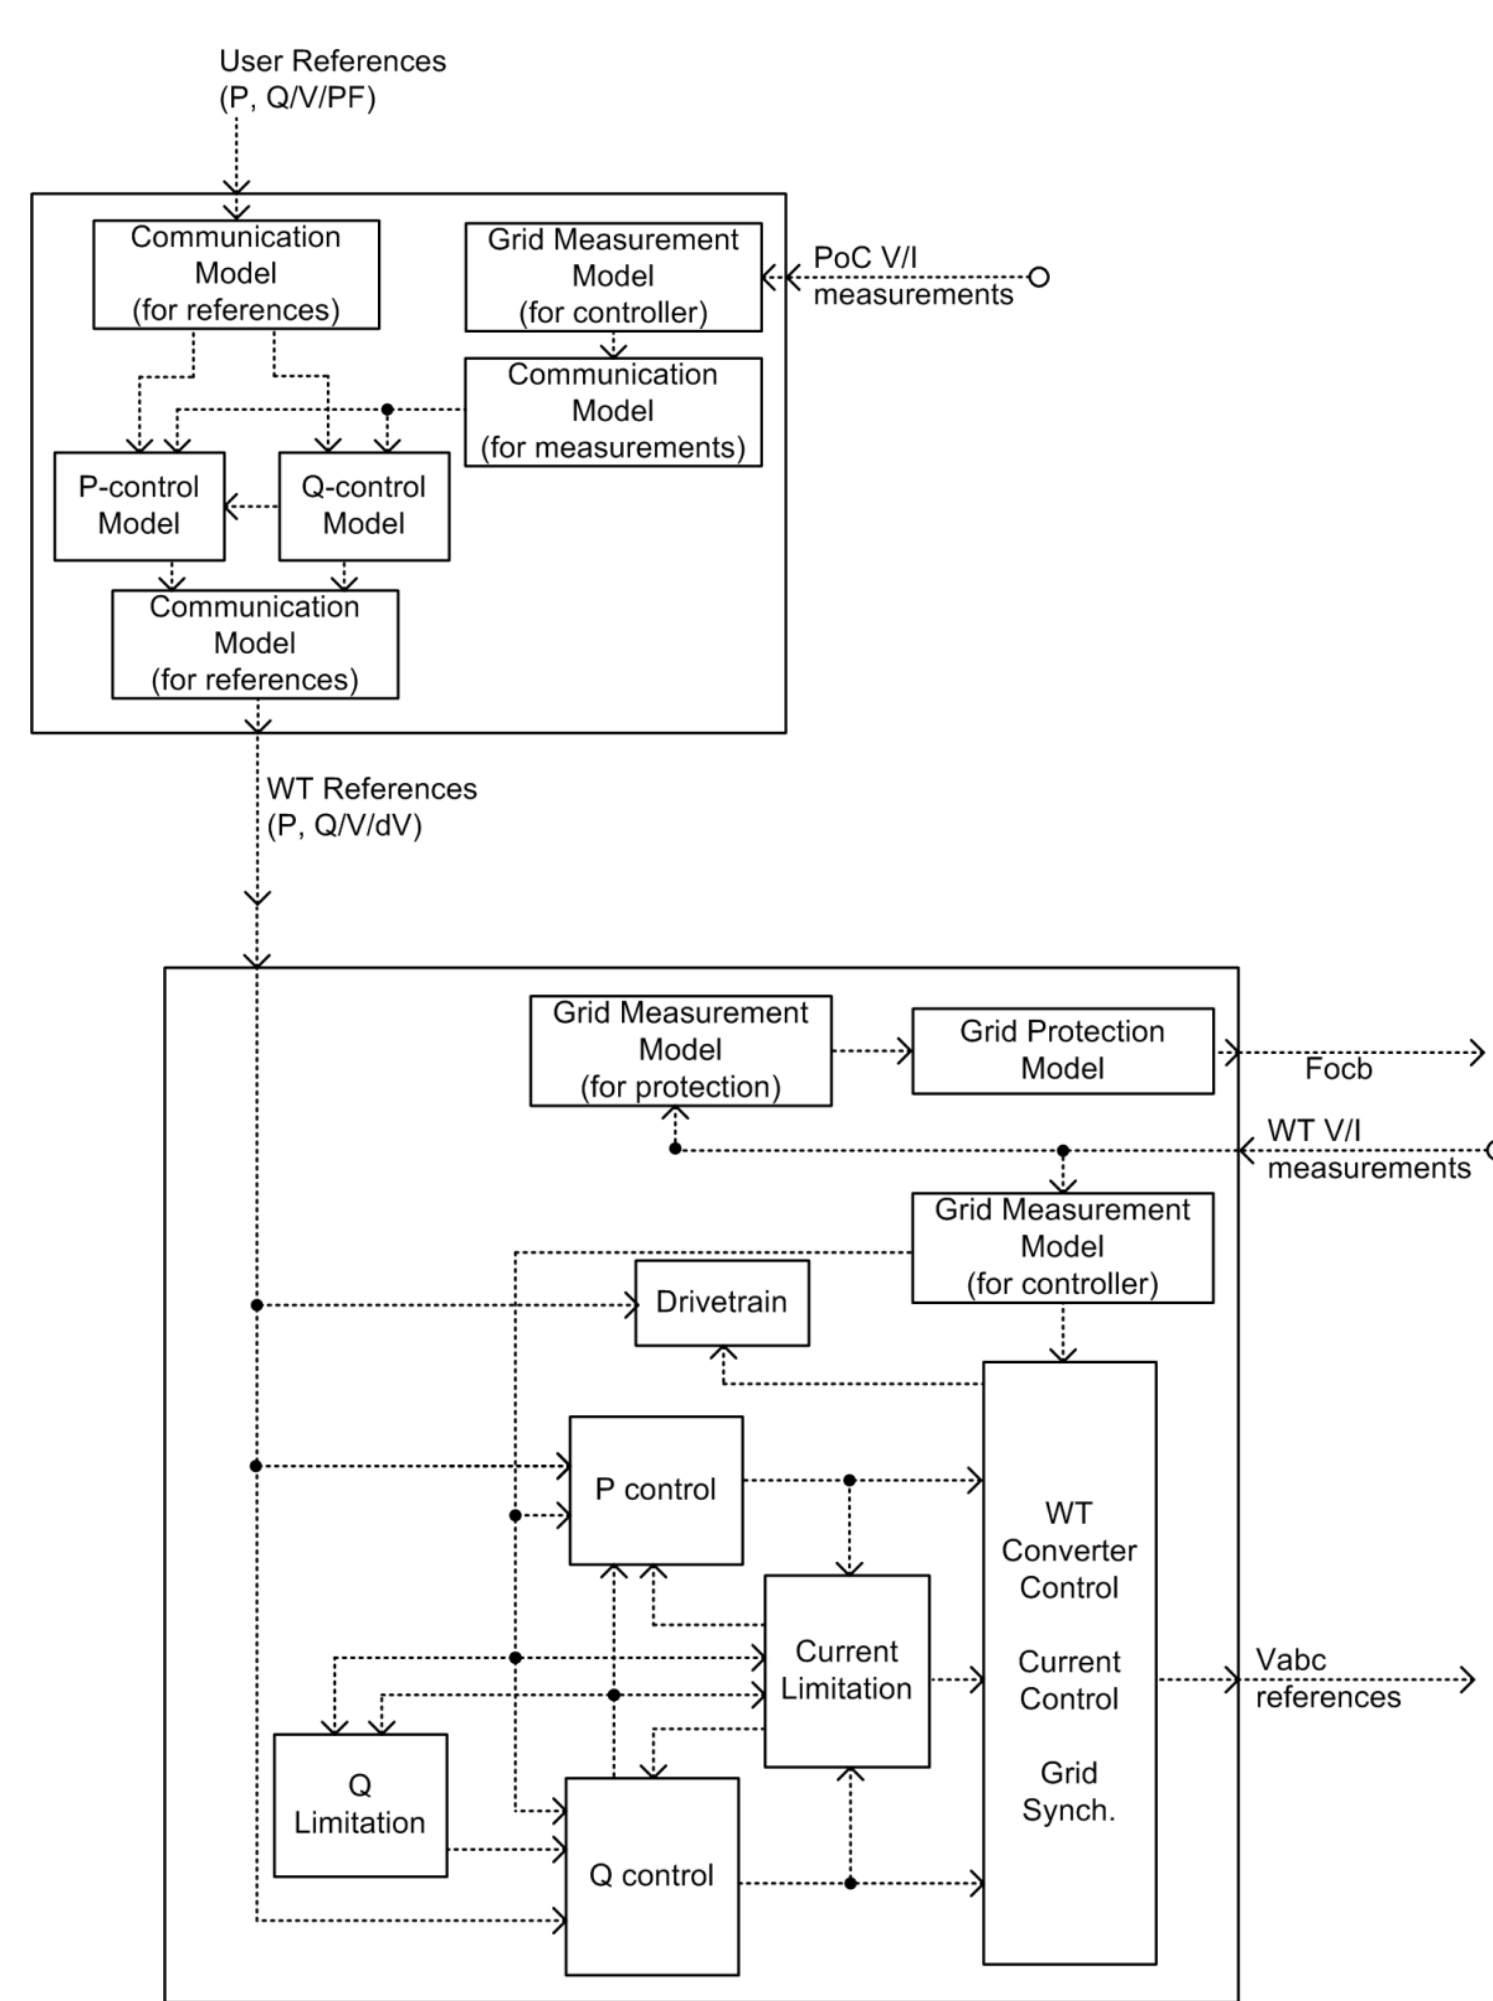 User References
(P, Q/V/PF)
Communication
Model
(for references)
Grid Measurement
Model
(for controller)
PoC V/I
measurements
Communication
Model
(for measurements)
P-control
Model
Q-control
Model
Communication
Model
(for references)
WT References
(P, Q/V/dV)
Grid Measurement
Model
(for protection)
Grid Protection
Model
Focb
WT V/I
measurements
Grid Measurement
Model
(for controller)
Drivetrain
P control
WT
Converter
Control
Current
Control
Grid
Synch.
Current
Limitation
Vabc
references
Q
Limitation
Q control